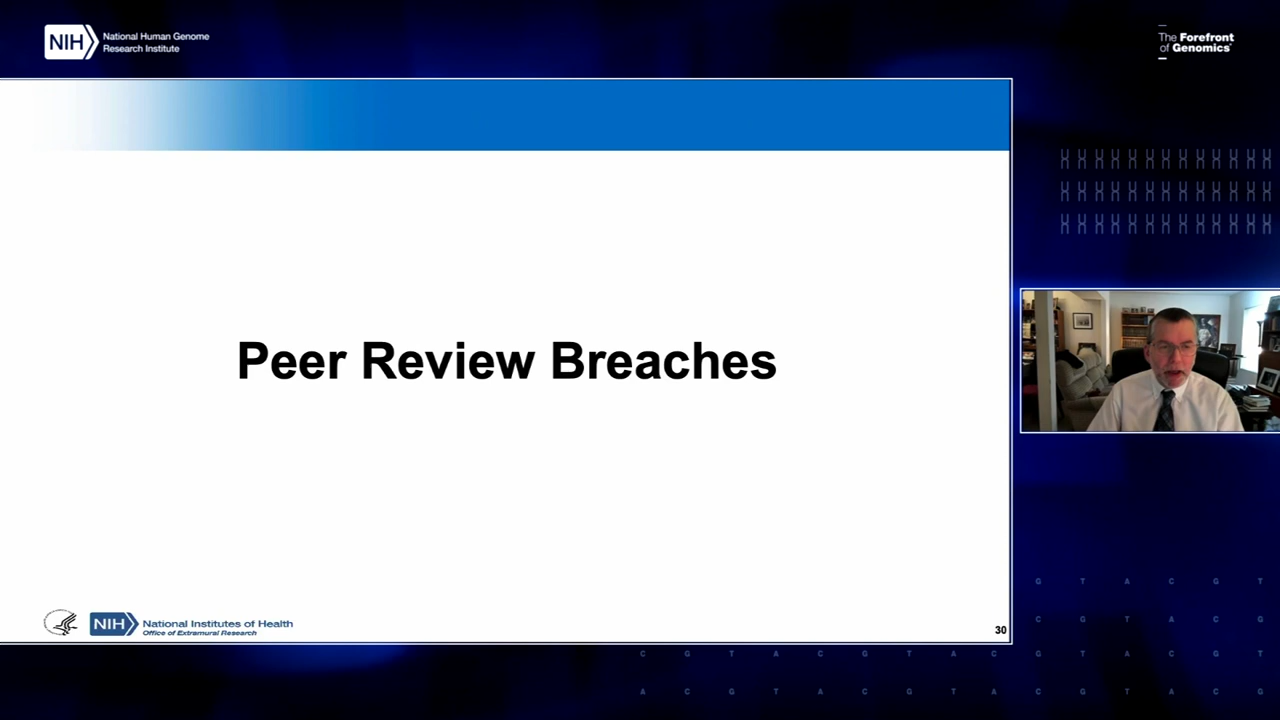 NIH National Human Genome
Research Institute
The Forefront
of Genomics
Peer Review Breaches
NIH National Institutes of Health
Office of Extramural Research
30
G T A C G T
C G T A C G
C G T A C G T A C G T A C G T
A C G T A C G T A C G T A C G